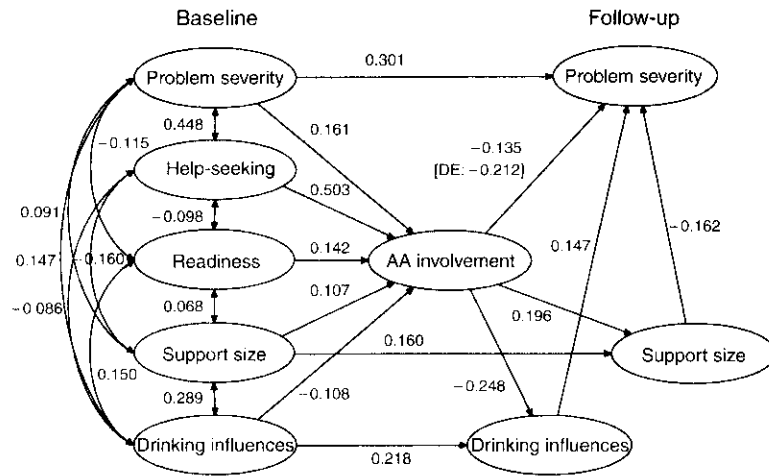 Baseline
Follow-up
Problem severity
0.301
Problem severity
0.448
0.161
−0.115
−0.135
[DE: −0.212]
Help-seeking
0.503
0.091
−0.098
0.147
−0.160
Readiness
0.142
AA involvement
0.147
−0.162
−0.086
0.068
0.107
0.196
Support size
0.160
Support size
0.150
0.289
−0.108
−0.248
Drinking influences
0.218
Drinking influences